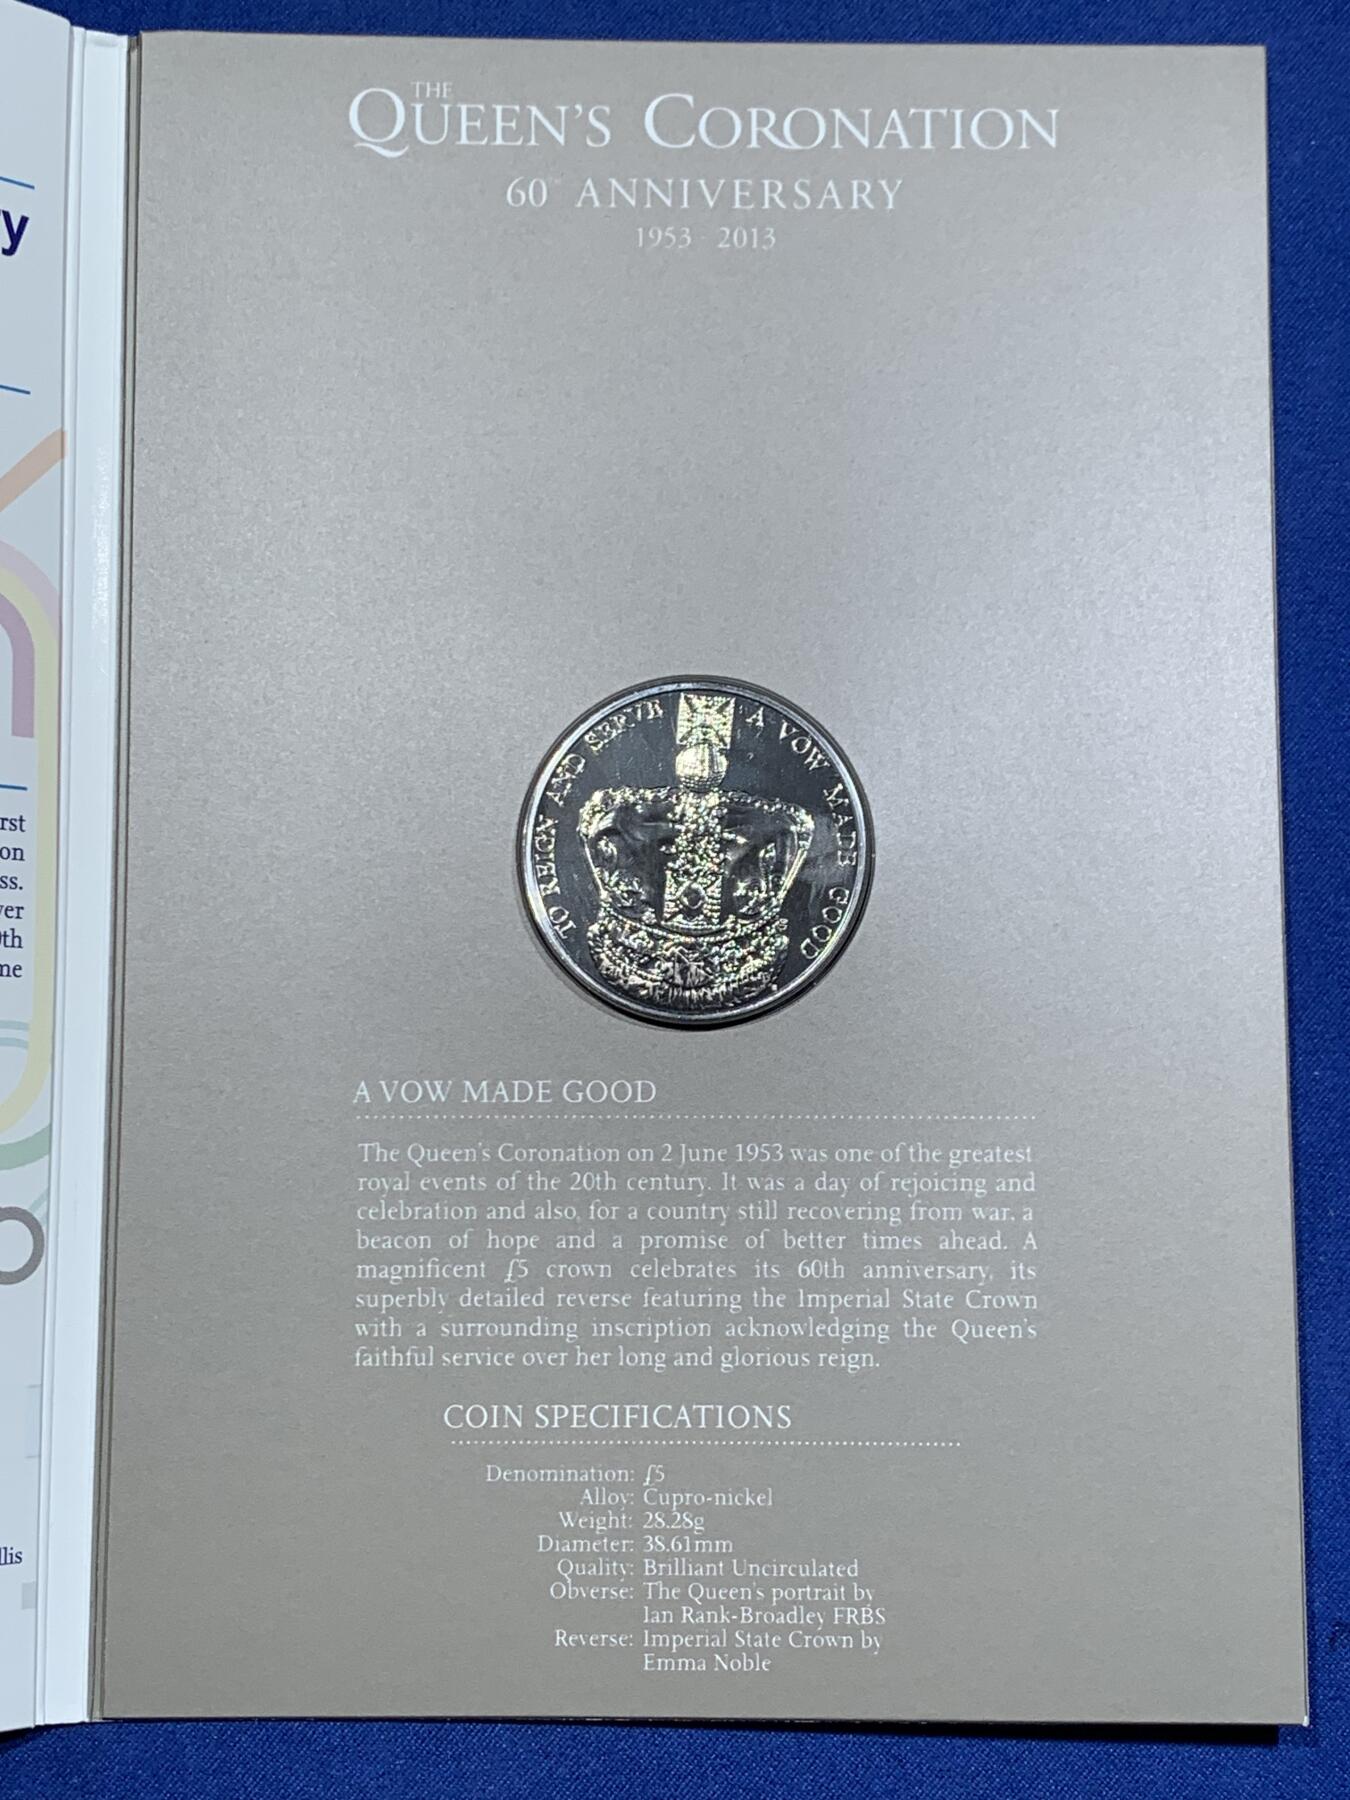 THE
QUEEN'S CORONATION
60TH ANNIVERSARY
1953 - 2013
TO REIGN AND SERVE A VOW MADE GOOD
A VOW MADE GOOD
The Queen's Coronation on 2 June 1953 was one of the greatest
royal events of the 20th century. It was a day of rejoicing and
celebration and also, for a country still recovering from war, a
beacon of hope and a promise of better times ahead. A
magnificent £5 crown celebrates its 60th anniversary, its
superbly detailed reverse featuring the Imperial State Crown
with a surrounding inscription acknowledging the Queen's
faithful service over her long and glorious reign.
COIN SPECIFICATIONS
Denomination: £5
Alloy: Cupro-nickel
Weight: 28.28g
Diameter: 38.61mm
Quality: Brilliant Uncirculated
Obverse: The Queen's portrait by
Ian Rank-Broadley FRBS
Reverse: Imperial State Crown by
Emma Noble